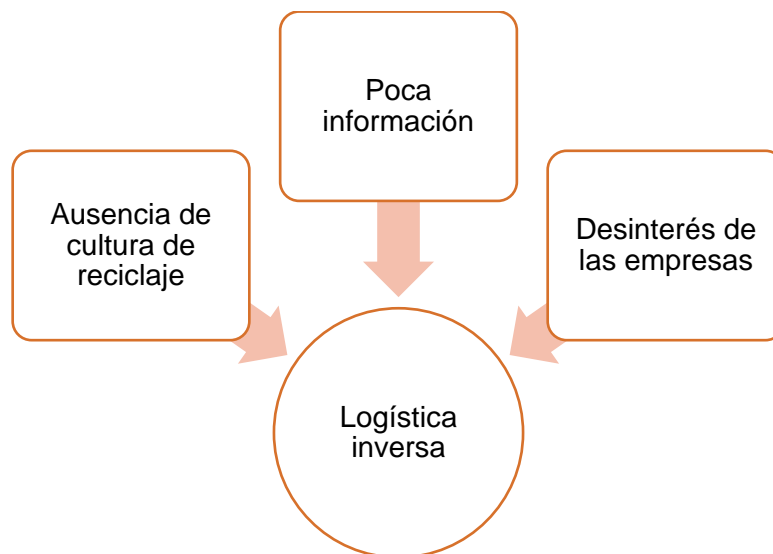 Poca
información
Ausencia de
cultura de
reciclaje
Desinterés de
las empresas
Logística
inversa